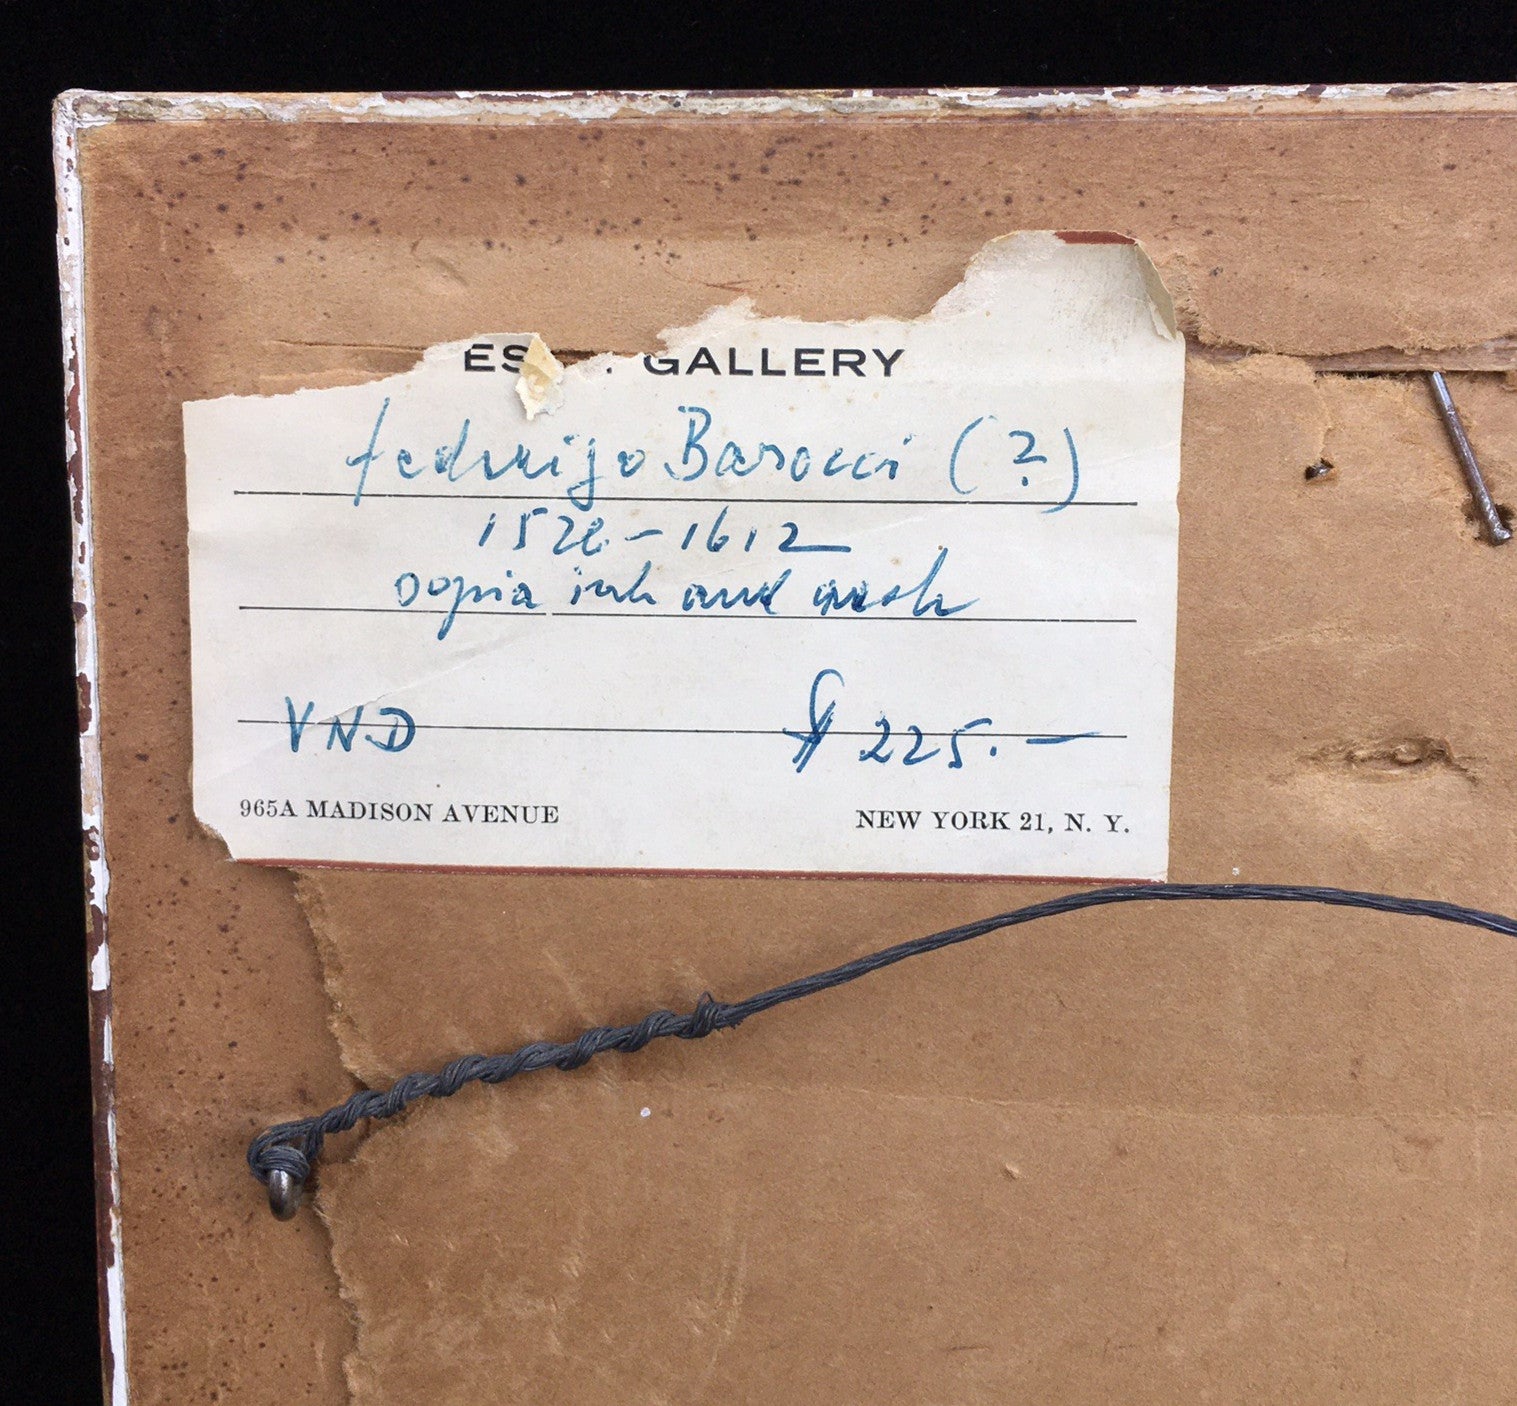 GALLERY
federigo Barocci (?)
1528-1612
sepia ink and wash
VND $ 225.—
965A MADISON AVENUE NEW YORK 21, N. Y.